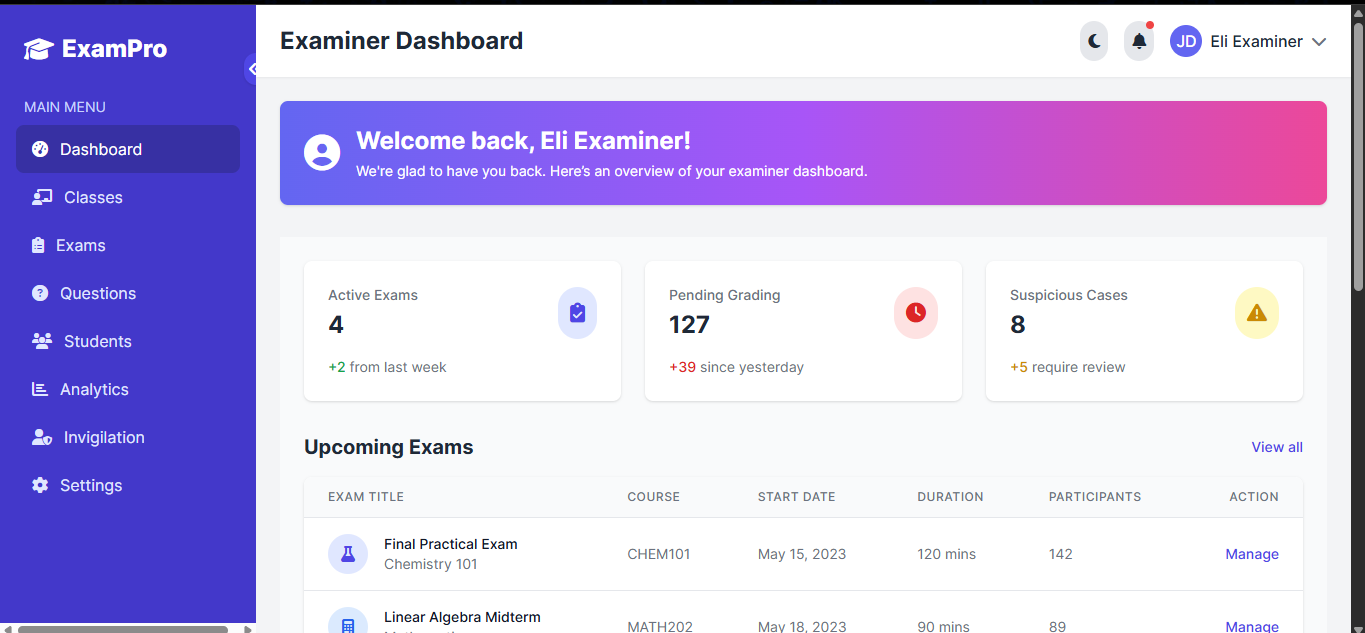 ExamPro
MAIN MENU
Dashboard
Classes
Exams
Questions
Students
Analytics
Invigilation
Settings
Examiner Dashboard
JD
Eli Examiner
Welcome back, Eli Examiner!
We're glad to have you back. Here's an overview of your examiner dashboard.
Active Exams
4
+2 from last week
Pending Grading
127
+39 since yesterday
Suspicious Cases
8
+5 require review
Upcoming Exams
View all
EXAM TITLE COURSE START DATE DURATION PARTICIPANTS ACTION
Final Practical Exam
Chemistry 101
CHEM101 May 15, 2023 120 mins 142 Manage
Linear Algebra Midterm
MATH202 May 18, 2023 90 mins 89 Manage